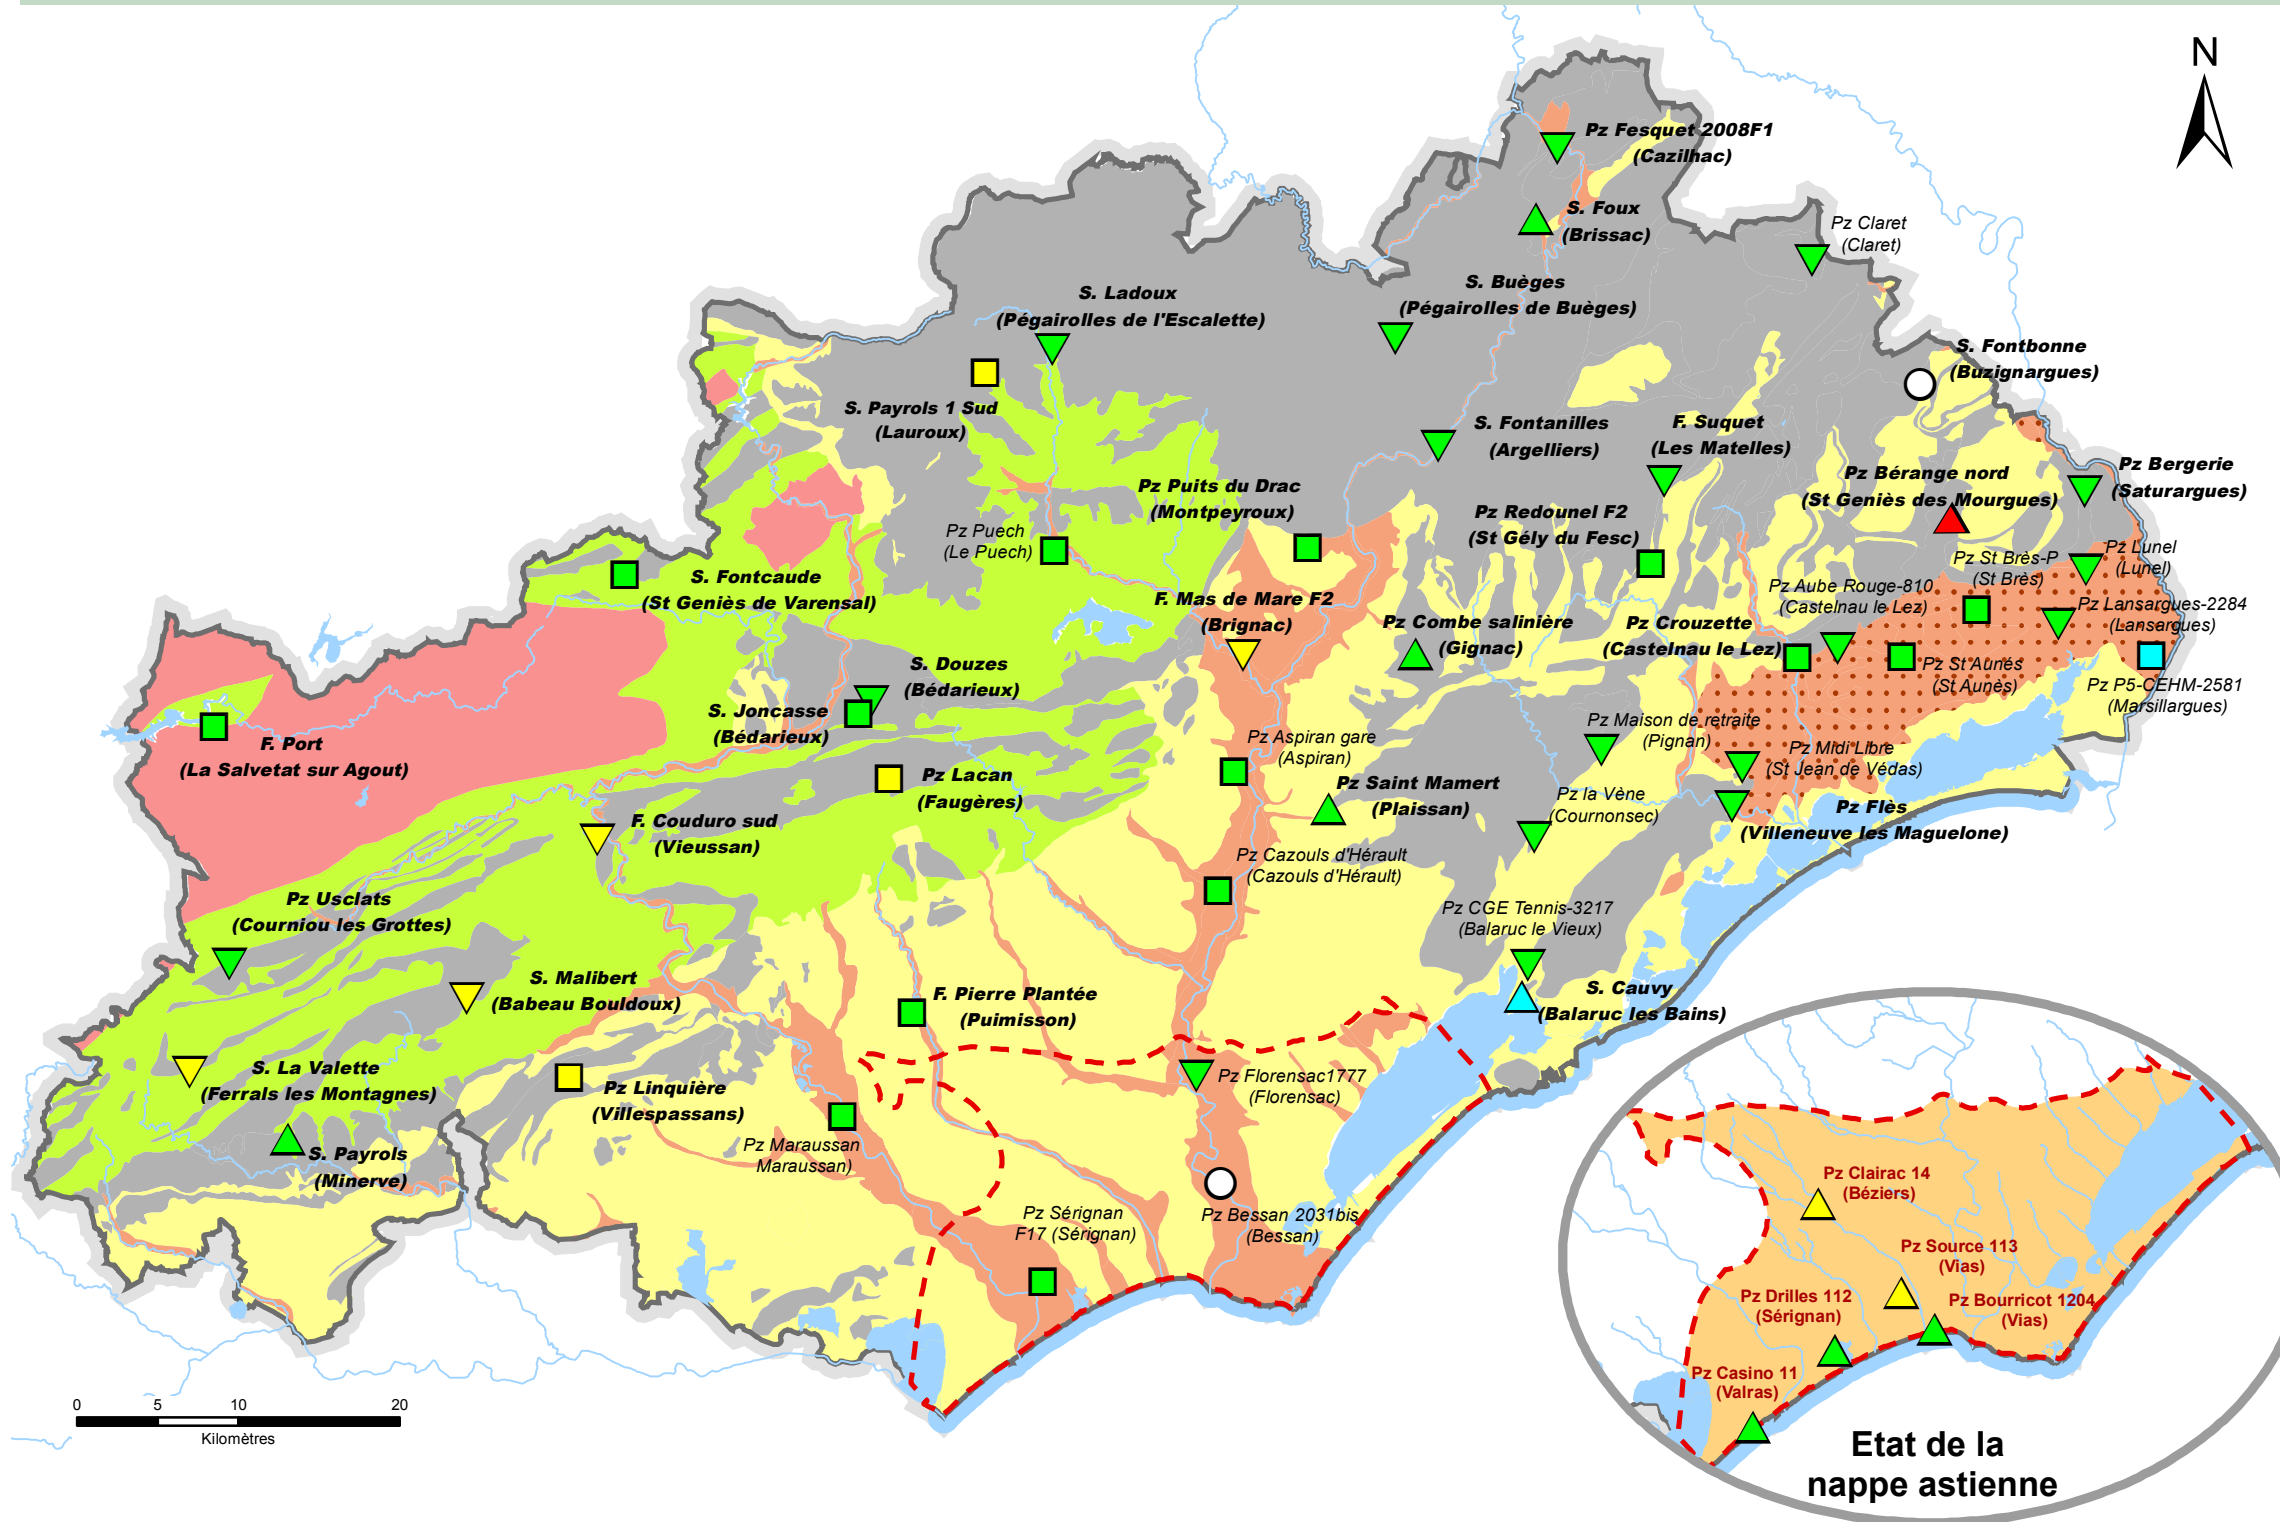 N
Pz Fesquet 2008F1
(Cazilhac)
S. Foux
(Brissac)
Pz Claret
(Claret)
S. Buèges
(Pégairolles de Buèges)
S. Ladoux
(Pégairolles de l'Escalette)
S. Fontbonne
(Buzignargues)
S. Payrols 1 Sud
(Lauroux)
S. Fontanilles
(Argelliers)
F. Suquet
(Les Matelles)
Pz Bérange nord
(St Geniès des Mourgues)
Pz Bergerie
(Saturargues)
Pz Puits du Drac
(Montpeyroux)
Pz Redounel F2
(St Gély du Fesc)
Pz Puech
(Le Puech)
Pz St Brès-P
(St Brès)
Pz Lunel
(Lunel)
S. Fontcaude
(St Geniès de Varensal)
Pz Aube Rouge-810
(Castelnau le Lez)
F. Mas de Mare F2
(Brignac)
Pz Combe salinière
(Gignac)
Pz Crouzette
(Castelnau le Lez)
Pz Lansargues-2284
(Lansargues)
S. Douzes
(Bédarieux)
Pz St Aunés
(St Aunès)
Pz P5-CEHM-2581
(Marsillargues)
S. Joncasse
(Bédarieux)
F. Port
(La Salvetat sur Agout)
Pz Aspiran gare
(Aspiran)
Pz Maison de retraite
(Pignan)
Pz Midi Libre
(St Jean de Védas)
Pz Lacan
(Faugères)
Pz Saint Mamert
(Plaissan)
Pz la Vène
(Cournonsec)
Pz Flès
(Villeneuve les Maguelone)
F. Couduro sud
(Vieussan)
Pz Cazouls d'Hérault
(Cazouls d'Hérault)
Pz Usclats
(Courniou les Grottes)
Pz CGE Tennis-3217
(Balaruc le Vieux)
S. Malibert
(Babeau Bouldoux)
F. Pierre Plantée
(Puimisson)
S. Cauvy
(Balaruc les Bains)
S. La Valette
(Ferrals les Montagnes)
Pz Linquière
(Villespassans)
Pz Florensac1777
(Florensac)
S. Payrols
(Minerve)
Pz Maraussan
Maraussan)
Pz Sérignan
F17 (Sérignan)
Pz Bessan 2031bis
(Bessan)
Pz Clairac 14
(Béziers)
Pz Source 113
(Vias)
Pz Drilles 112
(Sérignan)
Pz Bourricot 1204
(Vias)
Pz Casino 11
(Valras)
Etat de la
nappe astienne
0 5 10 20
Kilomètres